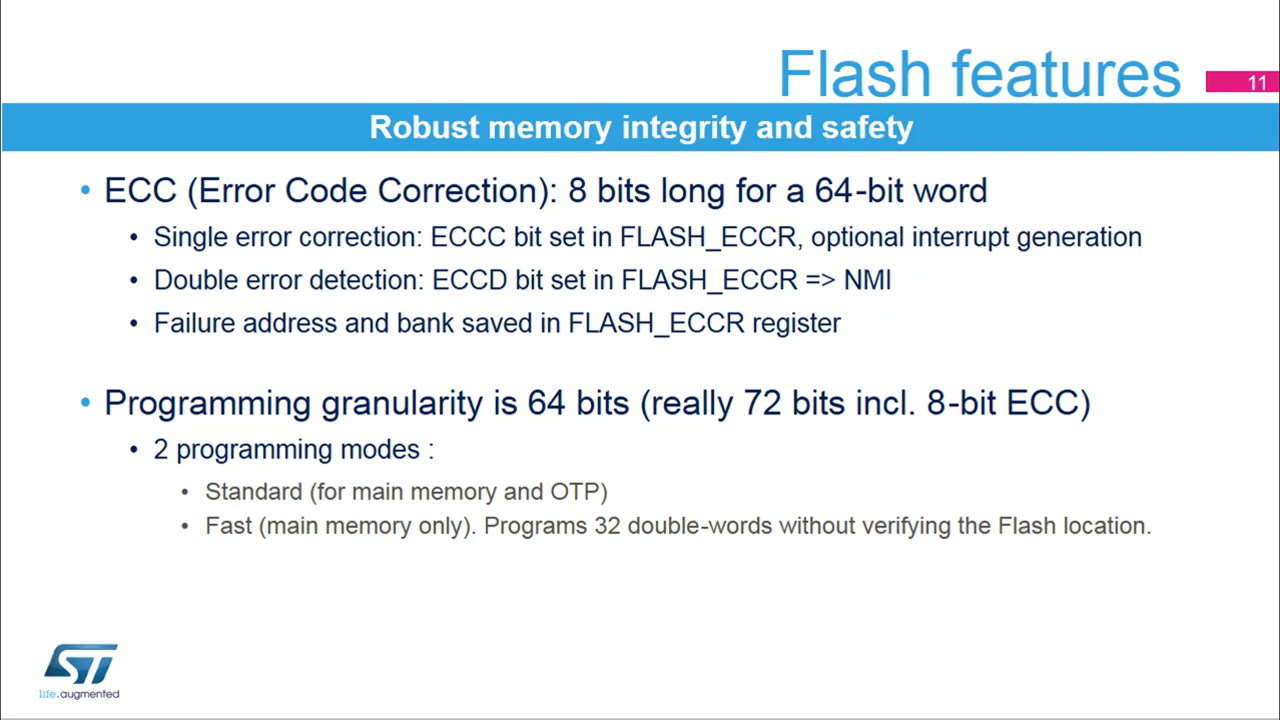 Flash features
11
Robust memory integrity and safety
• ECC (Error Code Correction): 8 bits long for a 64-bit word
• Single error correction: ECCC bit set in FLASH_ECCR, optional interrupt generation
• Double error detection: ECCD bit set in FLASH_ECCR => NMI
• Failure address and bank saved in FLASH_ECCR register
• Programming granularity is 64 bits (really 72 bits incl. 8-bit ECC)
• 2 programming modes :
• Standard (for main memory and OTP)
• Fast (main memory only). Programs 32 double-words without verifying the Flash location.
ST
life.augmented